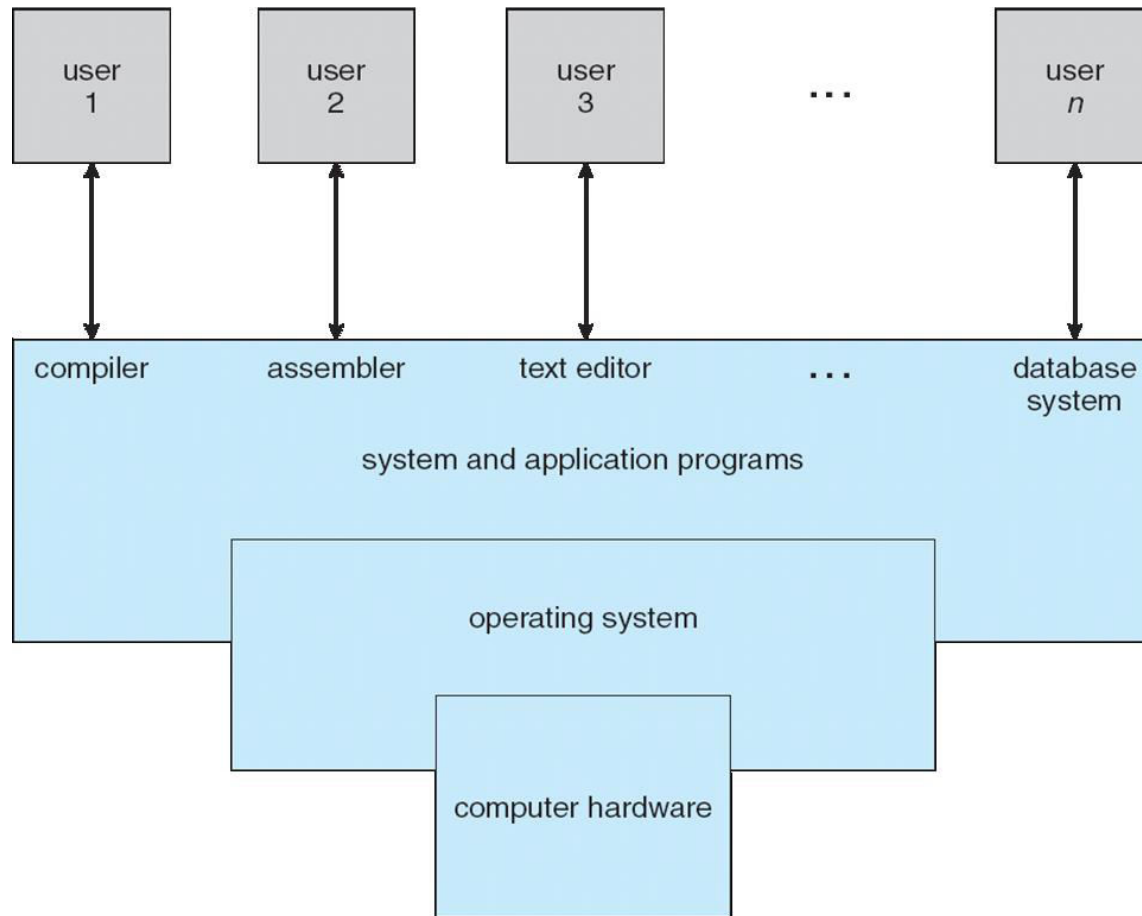 user
1
user
2
user
3
...
user
n
compiler
assembler
text editor
...
database
system
system and application programs
operating system
computer hardware